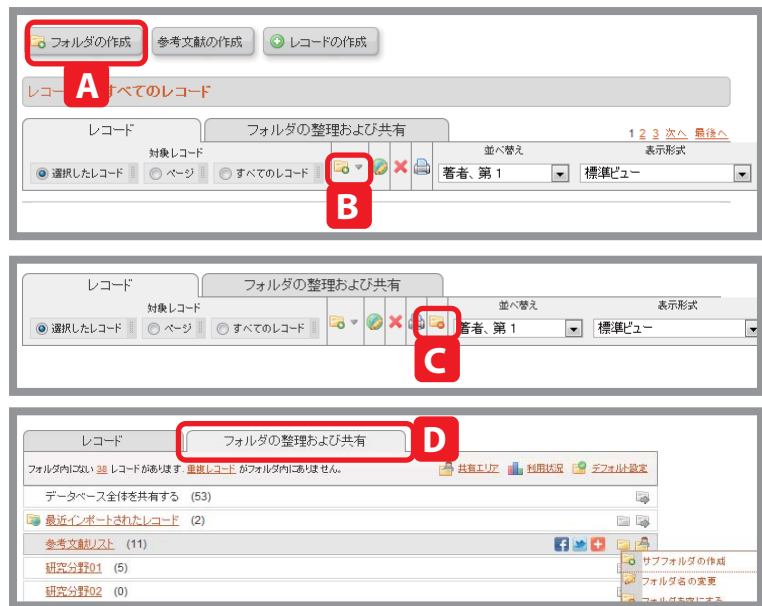 フォルダの作成 参考文献の作成 レコードの作成
A
すべてのレコード
レコード フォルダの整理および共有 1 2 3 次へ 最後へ
対象レコード 並べ替え 表示形式
選択したレコード ページ すべてのレコード 著者、第 1 標準ビュー
B
レコード フォルダの整理および共有
対象レコード 並べ替え 表示形式
選択したレコード ページ すべてのレコード 著者、第 1 標準ビュー
C
レコード フォルダの整理および共有 D
フォルダ内にない 38 レコードがあります. 重複レコード がフォルダ内にありません。 共有エリア 利用状況 デフォルト設定
データベース全体を共有する (53)
最近インポートされたレコード (2)
参考文献リスト (11)
サブフォルダの作成
研究分野01 (5)
フォルダ名の変更
研究分野02 (0)
フォルダを空にする